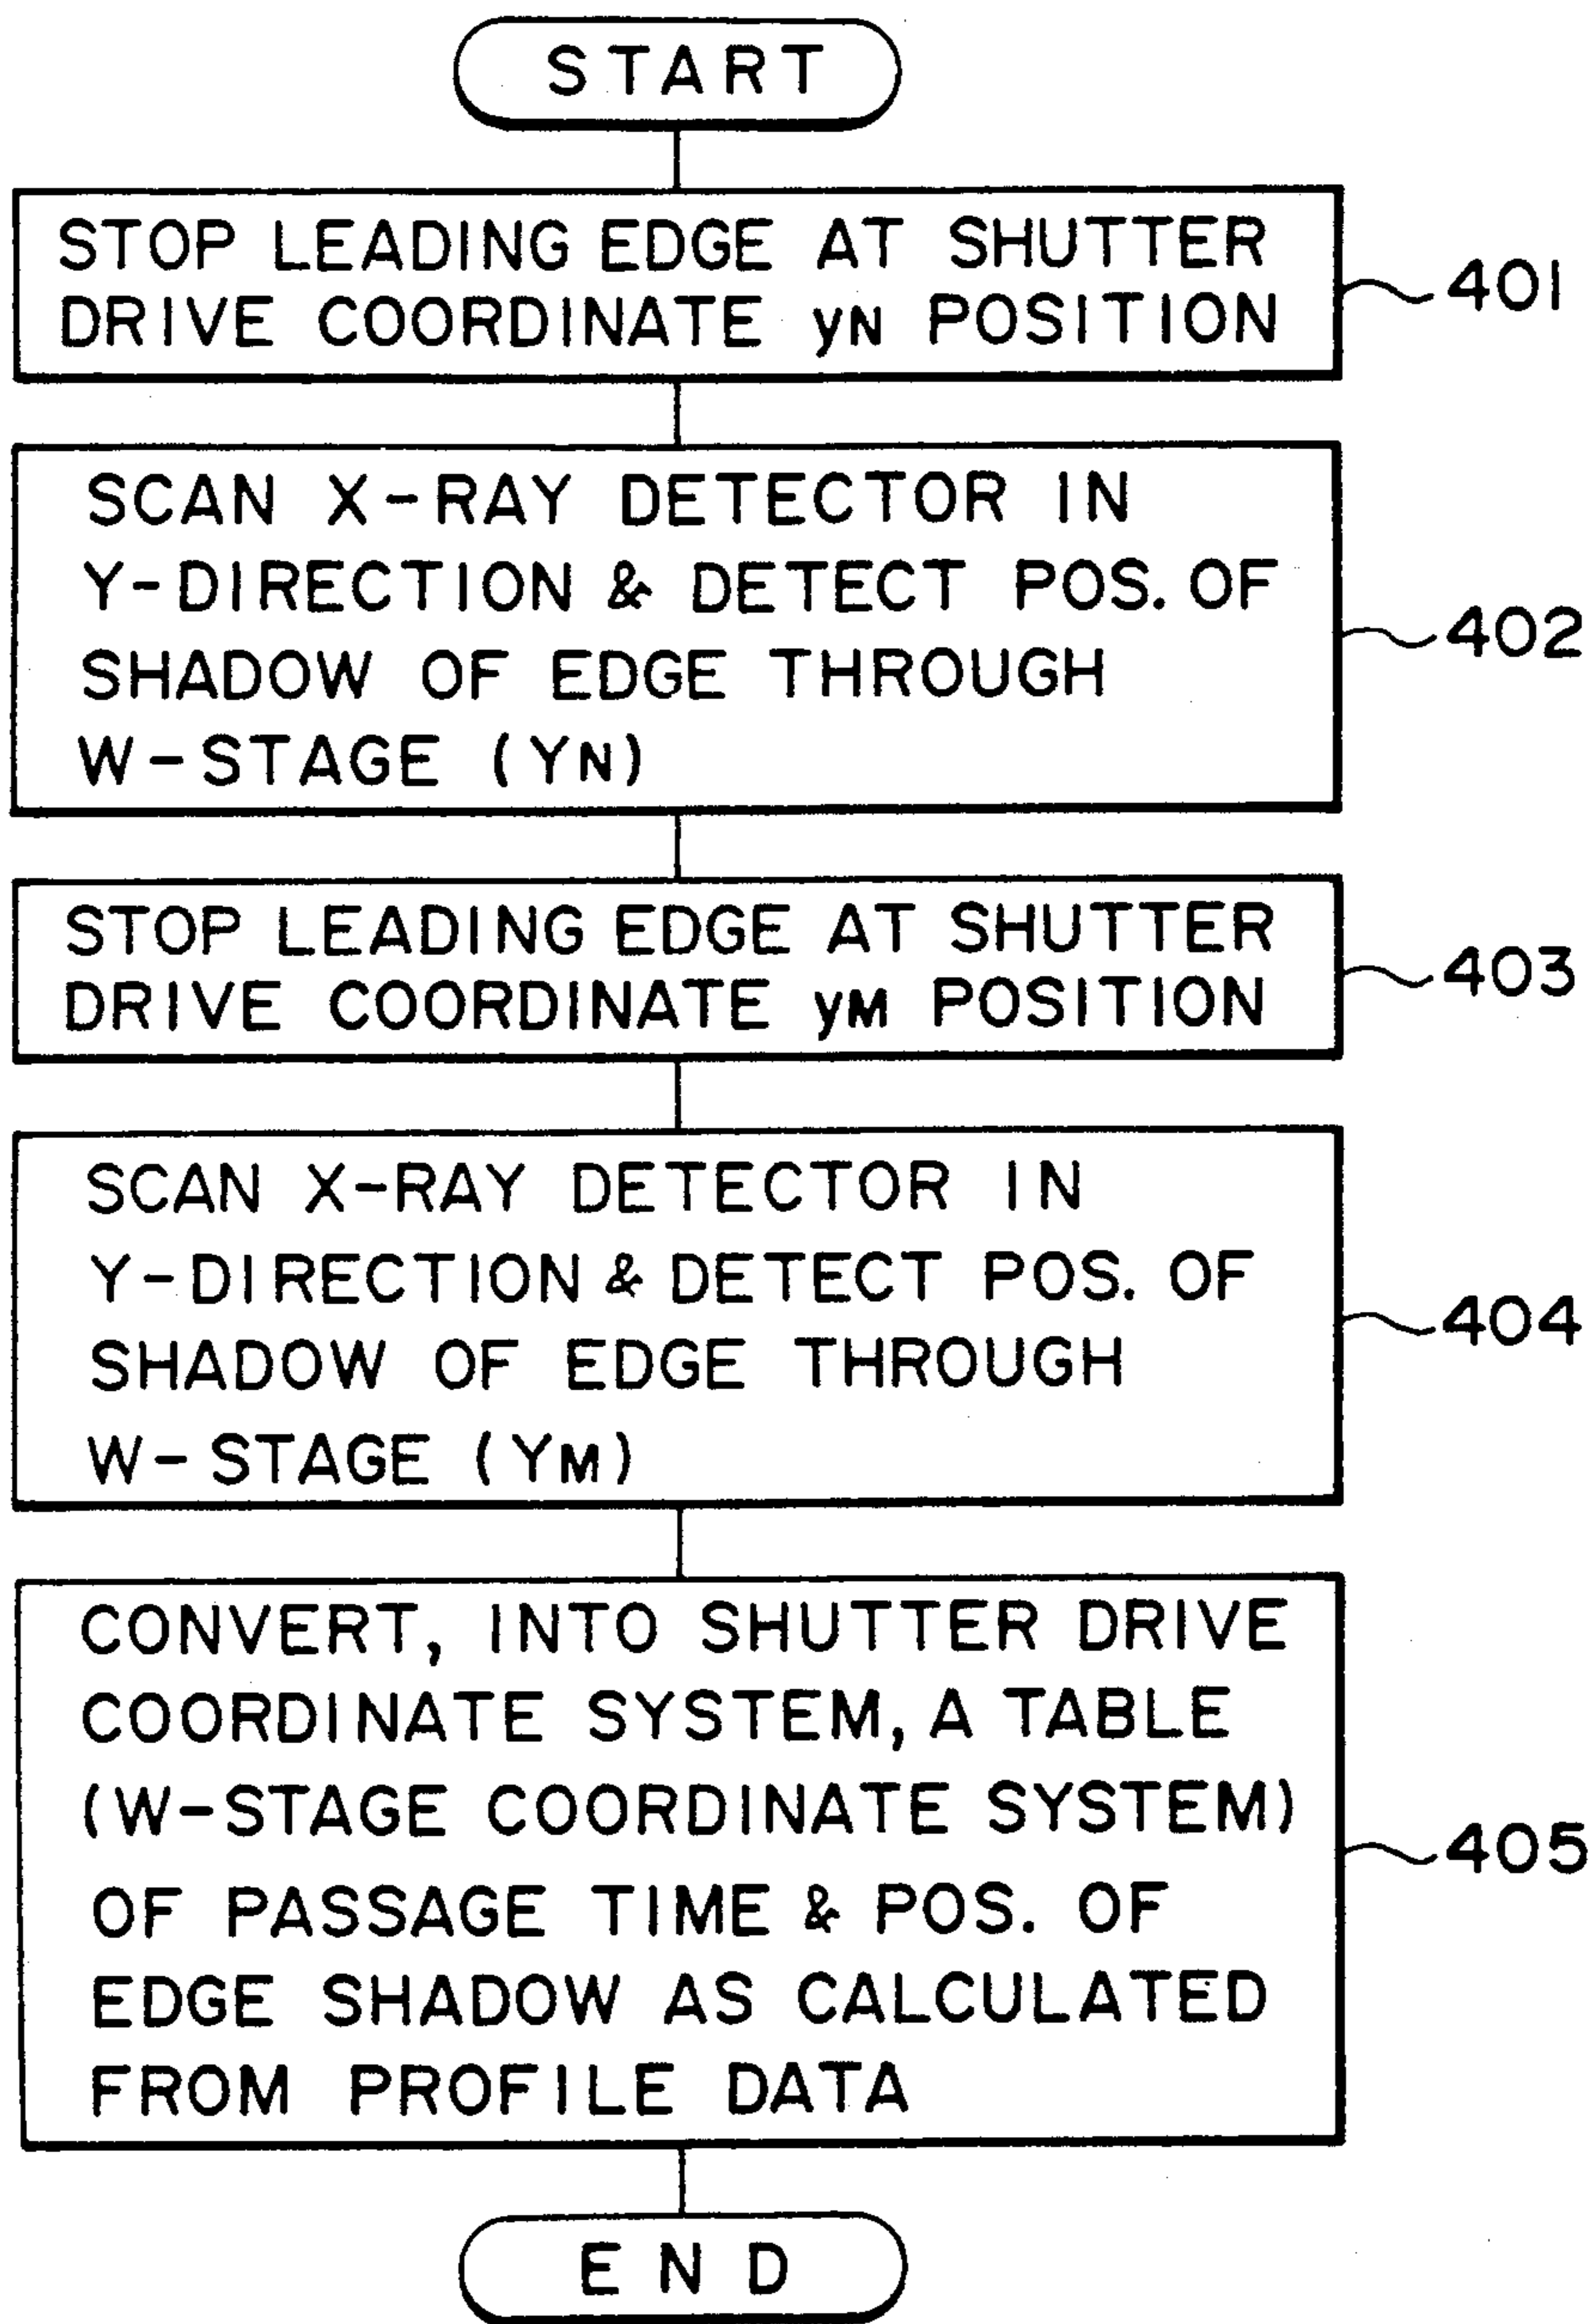 START
STOP LEADING EDGE AT SHUTTER
DRIVE COORDINATE yN POSITION
401
SCAN X-RAY DETECTOR IN
Y-DIRECTION & DETECT POS. OF
SHADOW OF EDGE THROUGH
W-STAGE (YN)
402
STOP LEADING EDGE AT SHUTTER
DRIVE COORDINATE yM POSITION
403
SCAN X-RAY DETECTOR IN
Y-DIRECTION & DETECT POS. OF
SHADOW OF EDGE THROUGH
W-STAGE (YM)
404
CONVERT, INTO SHUTTER DRIVE
COORDINATE SYSTEM, A TABLE
(W-STAGE COORDINATE SYSTEM)
OF PASSAGE TIME & POS. OF
EDGE SHADOW AS CALCULATED
FROM PROFILE DATA
405
END